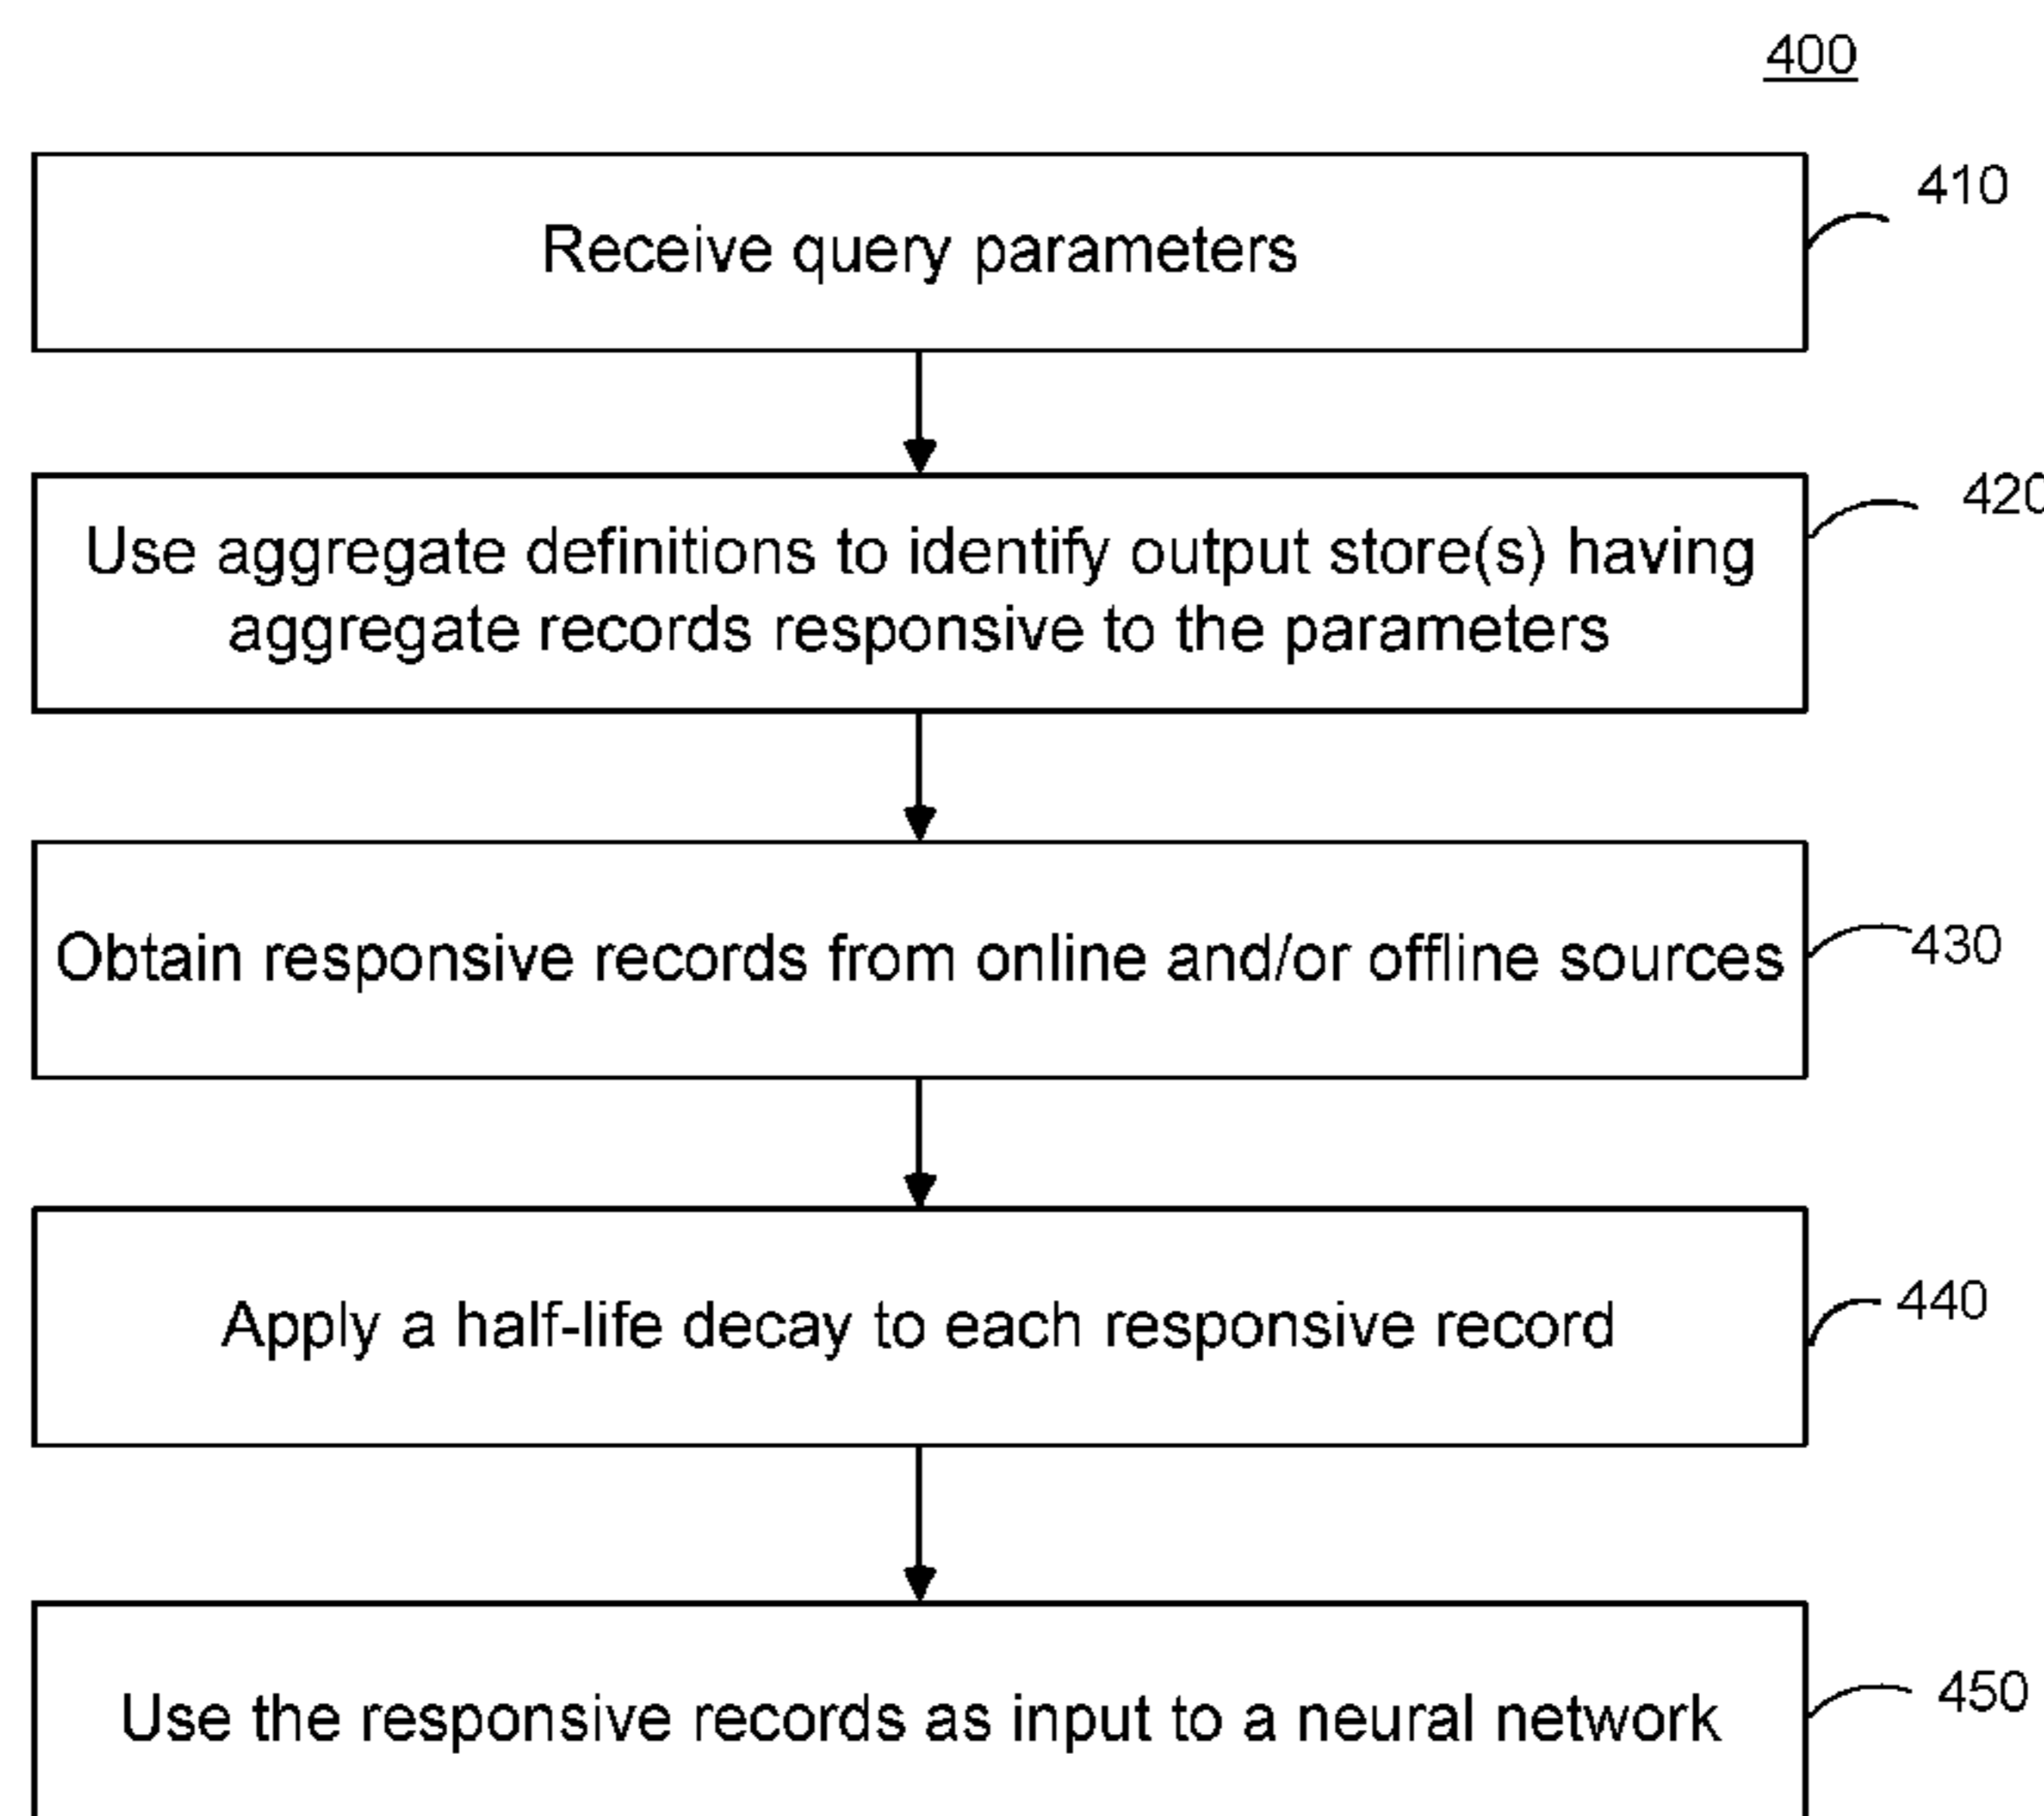 400
Receive query parameters
410
Use aggregate definitions to identify output store(s) having
aggregate records responsive to the parameters
420
Obtain responsive records from online and/or offline sources
430
Apply a half-life decay to each responsive record
440
Use the responsive records as input to a neural network
450